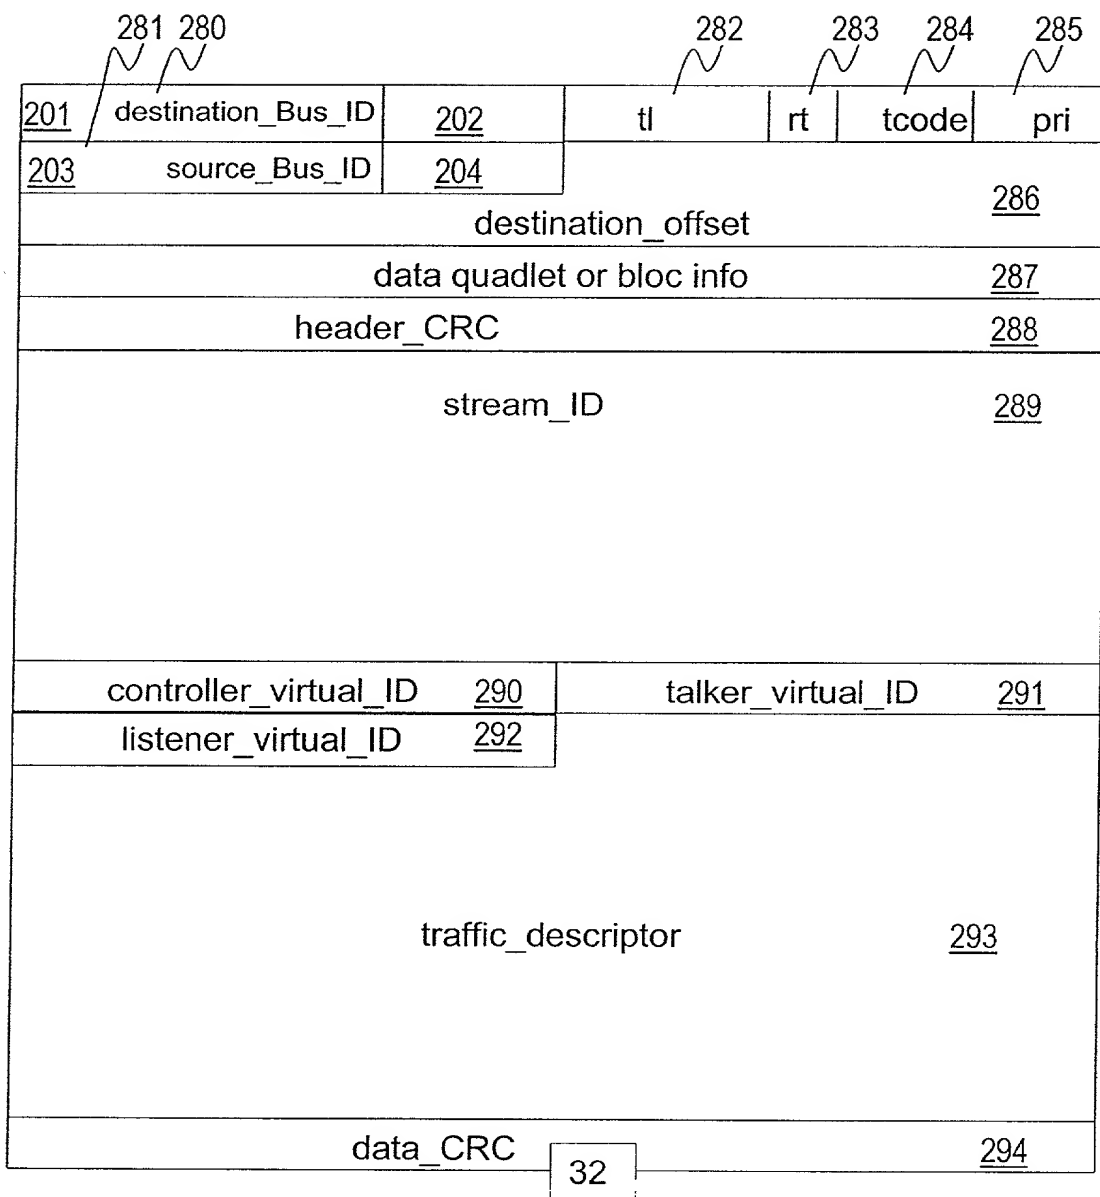 281 280 282 283 284 285
201 destination_Bus_ID 202 tl rt tcode pri
203 source_Bus_ID 204
286
destination_offset
data quadlet or bloc info 287
header_CRC 288
stream_ID 289
controller_virtual_ID 290 talker_virtual_ID 291
listener_virtual_ID 292
traffic_descriptor 293
data_CRC 294
32